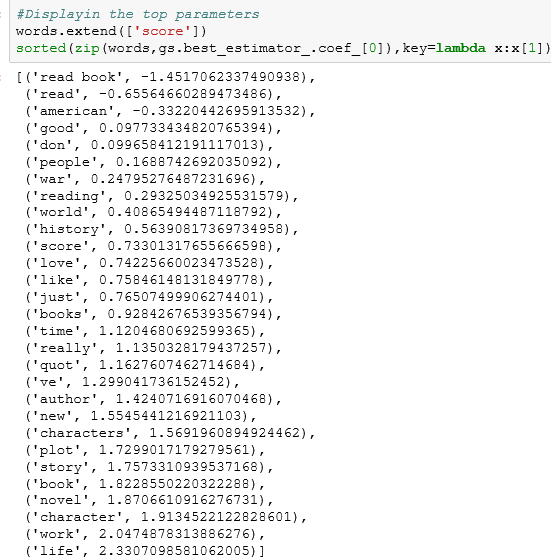 #Displayin the top parameters
words.extend(['score'])
sorted(zip(words,gs.best_estimator_.coef_[0]),key=lambda x:x[1])
[('read book', -1.4517062337490938),
('read', -0.65564660289473486),
('american', -0.33220442695913532),
('good', 0.097733434820765394),
('don', 0.099658412191117013),
('people', 0.1688742692035092),
('war', 0.24795276487231696),
('reading', 0.29325034925531579),
('world', 0.40865494487118792),
('history', 0.56390817369734958),
('score', 0.73301317655666598),
('love', 0.74225660023473528),
('like', 0.75846148131849778),
('just', 0.76507499906274401),
('books', 0.92842676539356794),
('time', 1.1204680692599365),
('really', 1.1350328179437257),
('quot', 1.1627607462714684),
('ve', 1.299041736152452),
('author', 1.4240716916070468),
('new', 1.5545441216921103),
('characters', 1.5691960894924462),
('plot', 1.7299017179279561),
('story', 1.7573310939537168),
('book', 1.8228550220322288),
('novel', 1.8706610916276731),
('character', 1.9134522122828601),
('work', 2.0474878313886276),
('life', 2.3307098581062005)]